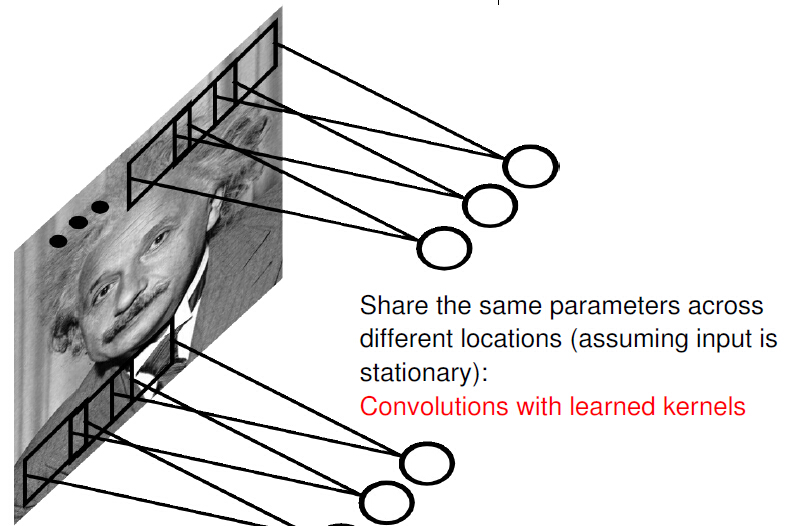 Share the same parameters across
different locations (assuming input is
stationary):
Convolutions with learned kernels